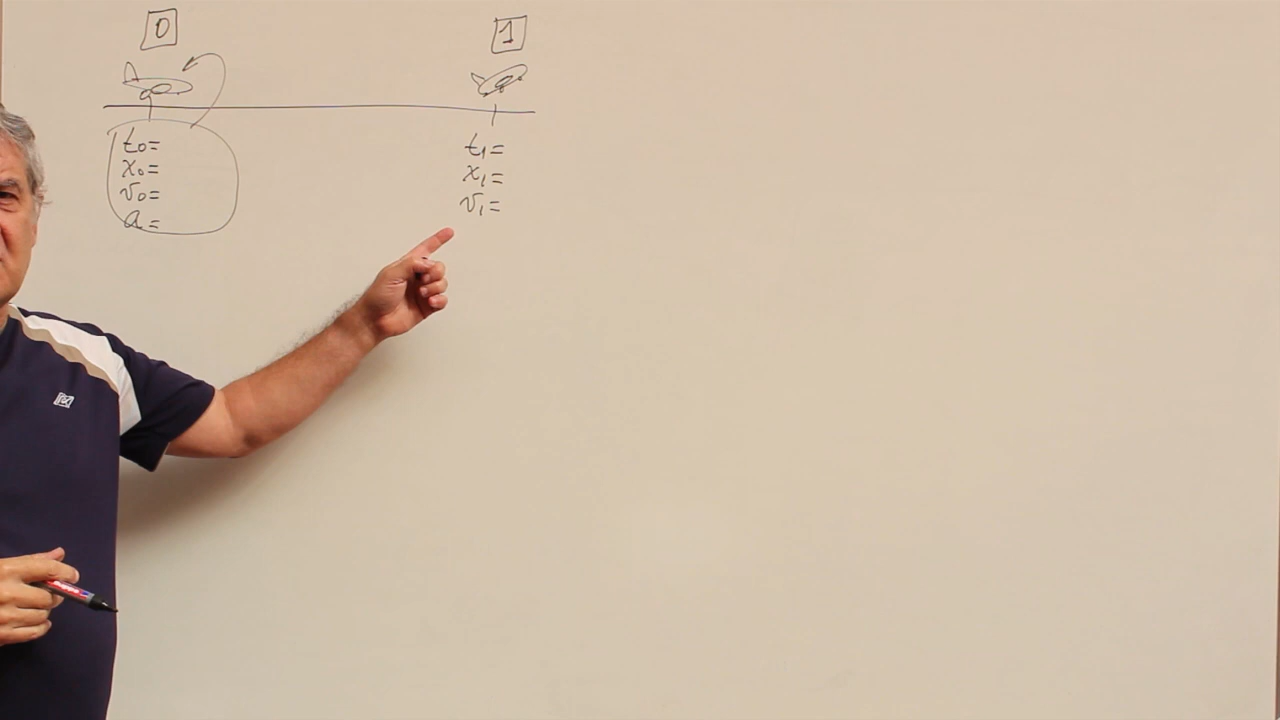 0
1
t₀=
x₀=
v₀=
a=
t₁=
x₁=
v₁=